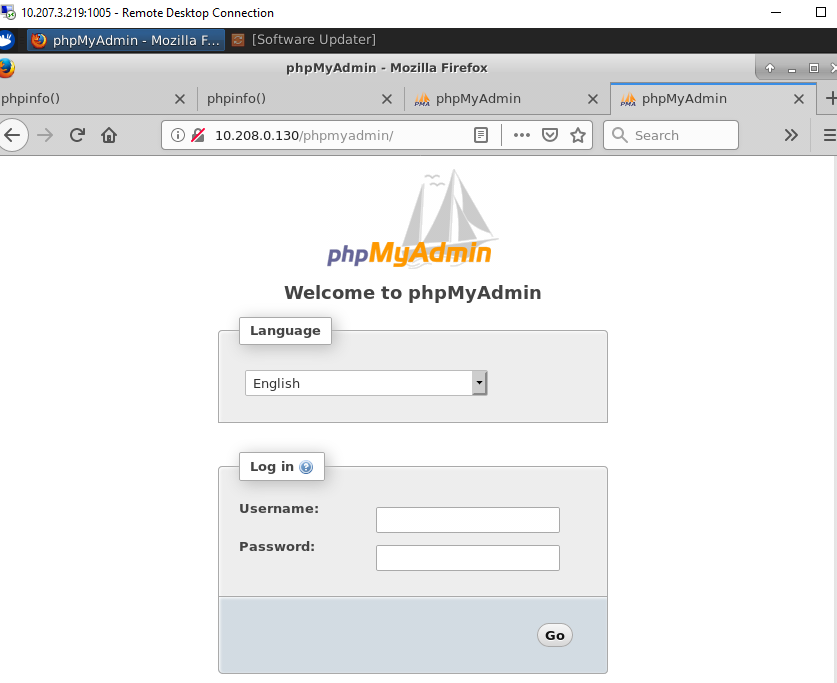 10.207.3.219:1005 - Remote Desktop Connection
phpMyAdmin - Mozilla F... [Software Updater]
phpMyAdmin - Mozilla Firefox
phpinfo() phpinfo() phpMyAdmin phpMyAdmin
10.208.0.130/phpmyadmin/ Search
phpMyAdmin
Welcome to phpMyAdmin
Language
English
Log in
Username:
Password:
Go